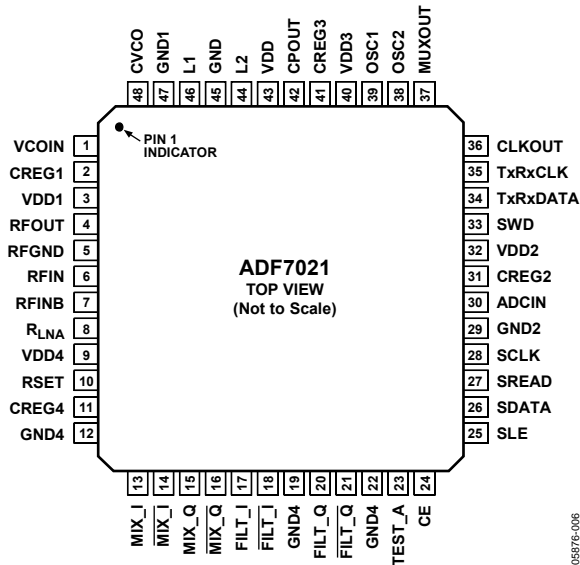 CVCO
GND1
L1
GND
L2
VDD
CPOUT
CREG3
VDD3
OSC1
OSC2
MUXOUT
48
47
46
45
44
43
42
41
40
39
38
37
VCOIN 1
CREG1 2
VDD1 3
RFOUT 4
RFGND 5
RFIN 6
RFINB 7
RLNA 8
VDD4 9
RSET 10
CREG4 11
GND4 12
PIN 1
INDICATOR
ADF7021
TOP VIEW
(Not to Scale)
36 CLKOUT
35 TxRxCLK
34 TxRxDATA
33 SWD
32 VDD2
31 CREG2
30 ADCIN
29 GND2
28 SCLK
27 SREAD
26 SDATA
25 SLE
13
14
15
16
17
18
19
20
21
22
23
24
MIX_I
MIX_I
MIX_Q
MIX_Q
FILT_I
FILT_I
GND4
FILT_Q
FILT_Q
GND4
TEST_A
CE
05876-006